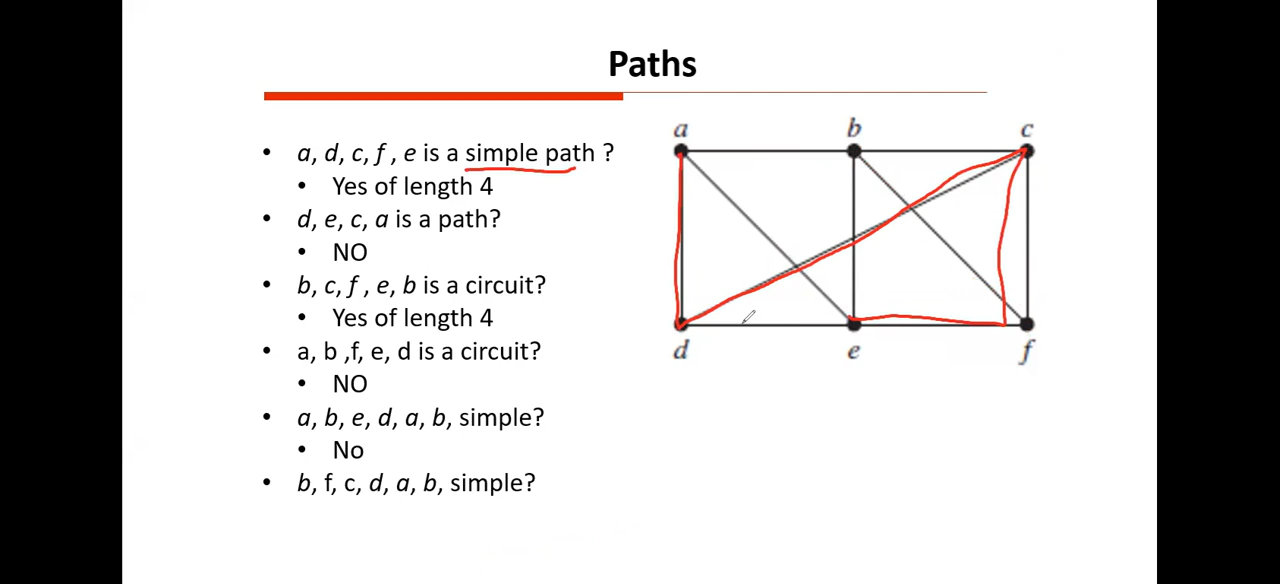 Paths
• a, d, c, f , e is a simple path ?
• Yes of length 4
• d, e, c, a is a path?
• NO
• b, c, f , e, b is a circuit?
• Yes of length 4
• a, b ,f, e, d is a circuit?
• NO
• a, b, e, d, a, b, simple?
• No
• b, f, c, d, a, b, simple?
a b c
d e f